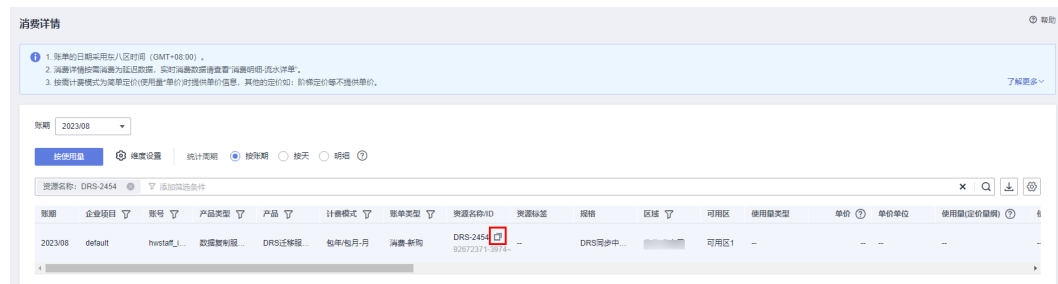 消费详情
帮助
1. 账单的日期采用东八区时间（GMT+08:00）。
2. 消费详情按需消费为延迟数据，实时消费数据请查看"消费明细-流水详单"。
3. 按需计费模式为简单定价(使用量*单价)时提供单价信息，其他的定价如：阶梯定价等不提供单价。
了解更多
账期 2023/08
按使用量 维度设置 统计周期 按账期 按天 明细
资源名称：DRS-2454 添加筛选条件
账期 企业项目 账号 产品类型 产品 计费模式 账单类型 资源名称/ID 资源标签 规格 区域 可用区 使用量类型 单价 单价单位 使用量(定价量纲)
2023/08 default hwstaff_i... 数据复制服... DRS迁移服... 包年/包月-月 消费-新购 DRS-2454 -- DRS同步中... 可用区1 -- -- -- --
92672371-3974-